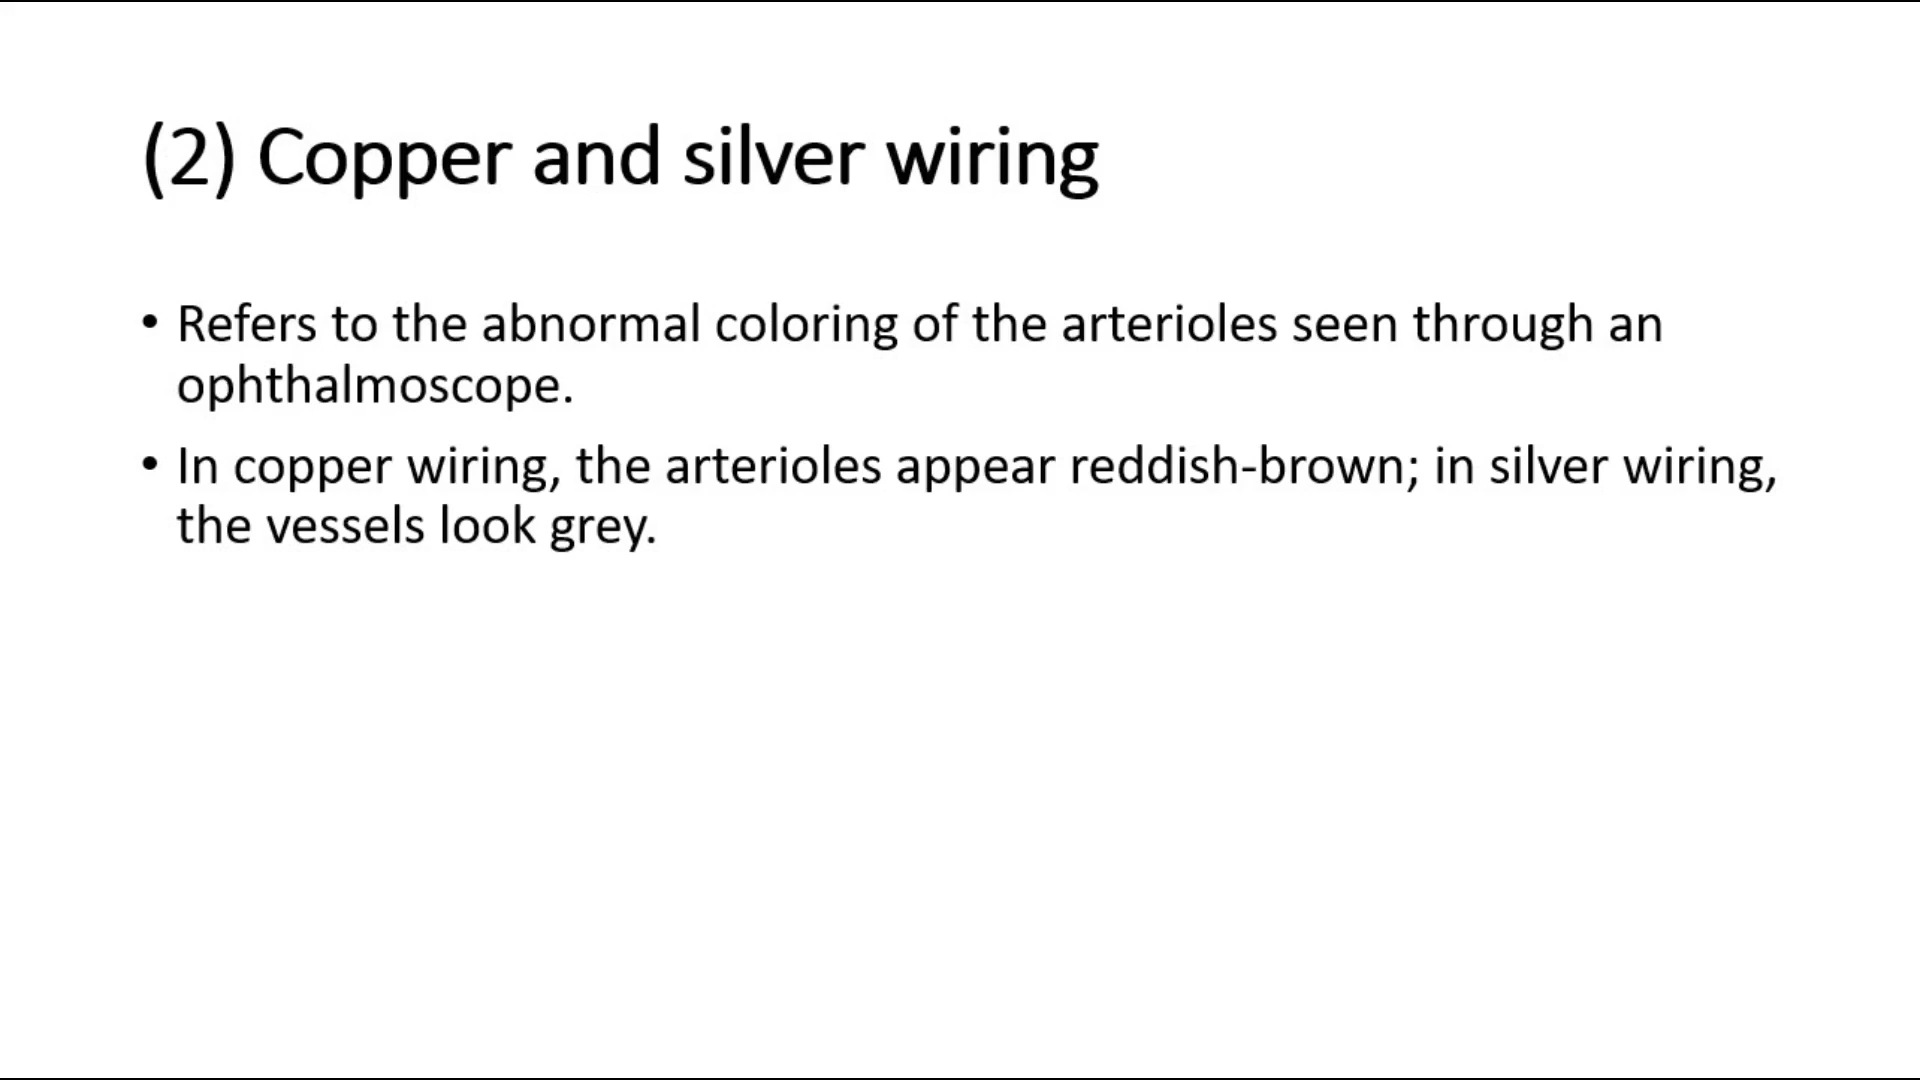 (2) Copper and silver wiring
• Refers to the abnormal coloring of the arterioles seen through an
ophthalmoscope.
• In copper wiring, the arterioles appear reddish-brown; in silver wiring,
the vessels look grey.